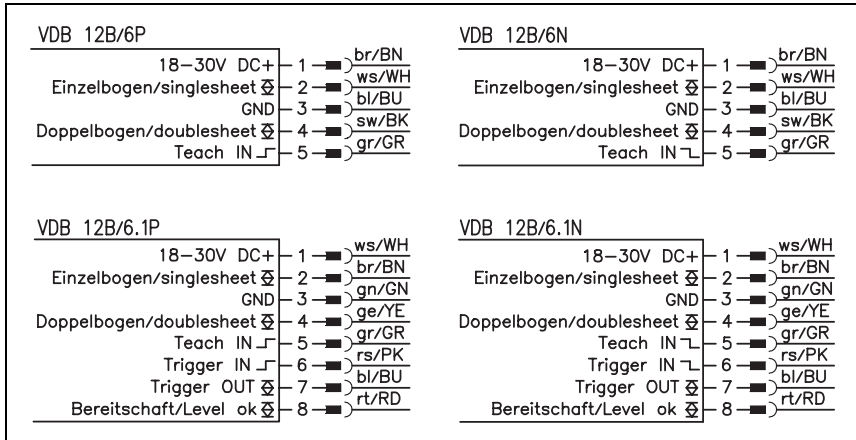 VDB 12B/6P
18-30V DC+ 1 br/BN
Einzelbogen/singlesheet 2 ws/WH
GND 3 bl/BU
Doppelbogen/doublesheet 4 sw/BK
Teach IN 5 gr/GR
VDB 12B/6N
18-30V DC+ 1 br/BN
Einzelbogen/singlesheet 2 ws/WH
GND 3 bl/BU
Doppelbogen/doublesheet 4 sw/BK
Teach IN 5 gr/GR
VDB 12B/6.1P
18-30V DC+ 1 ws/WH
Einzelbogen/singlesheet 2 br/BN
GND 3 gn/GN
Doppelbogen/doublesheet 4 ge/YE
Teach IN 5 gr/GR
Trigger IN 6 rs/PK
Trigger OUT 7 bl/BU
Bereitschaft/Level ok 8 rt/RD
VDB 12B/6.1N
18-30V DC+ 1 ws/WH
Einzelbogen/singlesheet 2 br/BN
GND 3 gn/GN
Doppelbogen/doublesheet 4 ge/YE
Teach IN 5 gr/GR
Trigger IN 6 rs/PK
Trigger OUT 7 bl/BU
Bereitschaft/Level ok 8 rt/RD